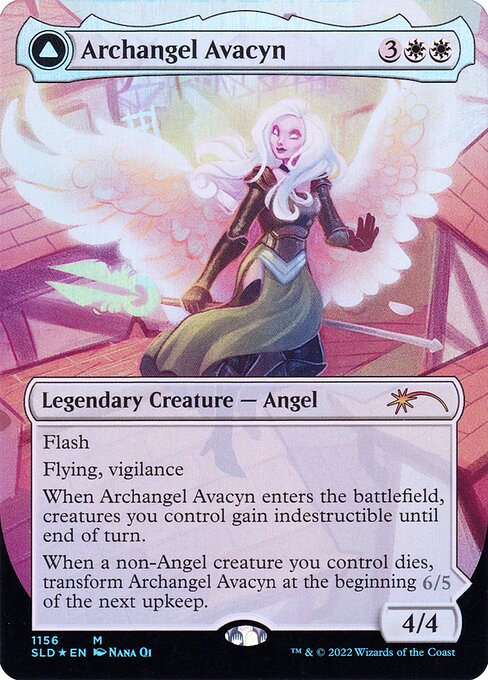 Archangel Avacyn 3
Legendary Creature — Angel
Flash
Flying, vigilance
When Archangel Avacyn enters the battlefield,
creatures you control gain indestructible until
end of turn.
When a non-Angel creature you control dies,
transform Archangel Avacyn at the beginning 6/5
of the next upkeep.
4/4
1156 M
SLD ★ EN Nana Qi
™ & © 2022 Wizards of the Coast